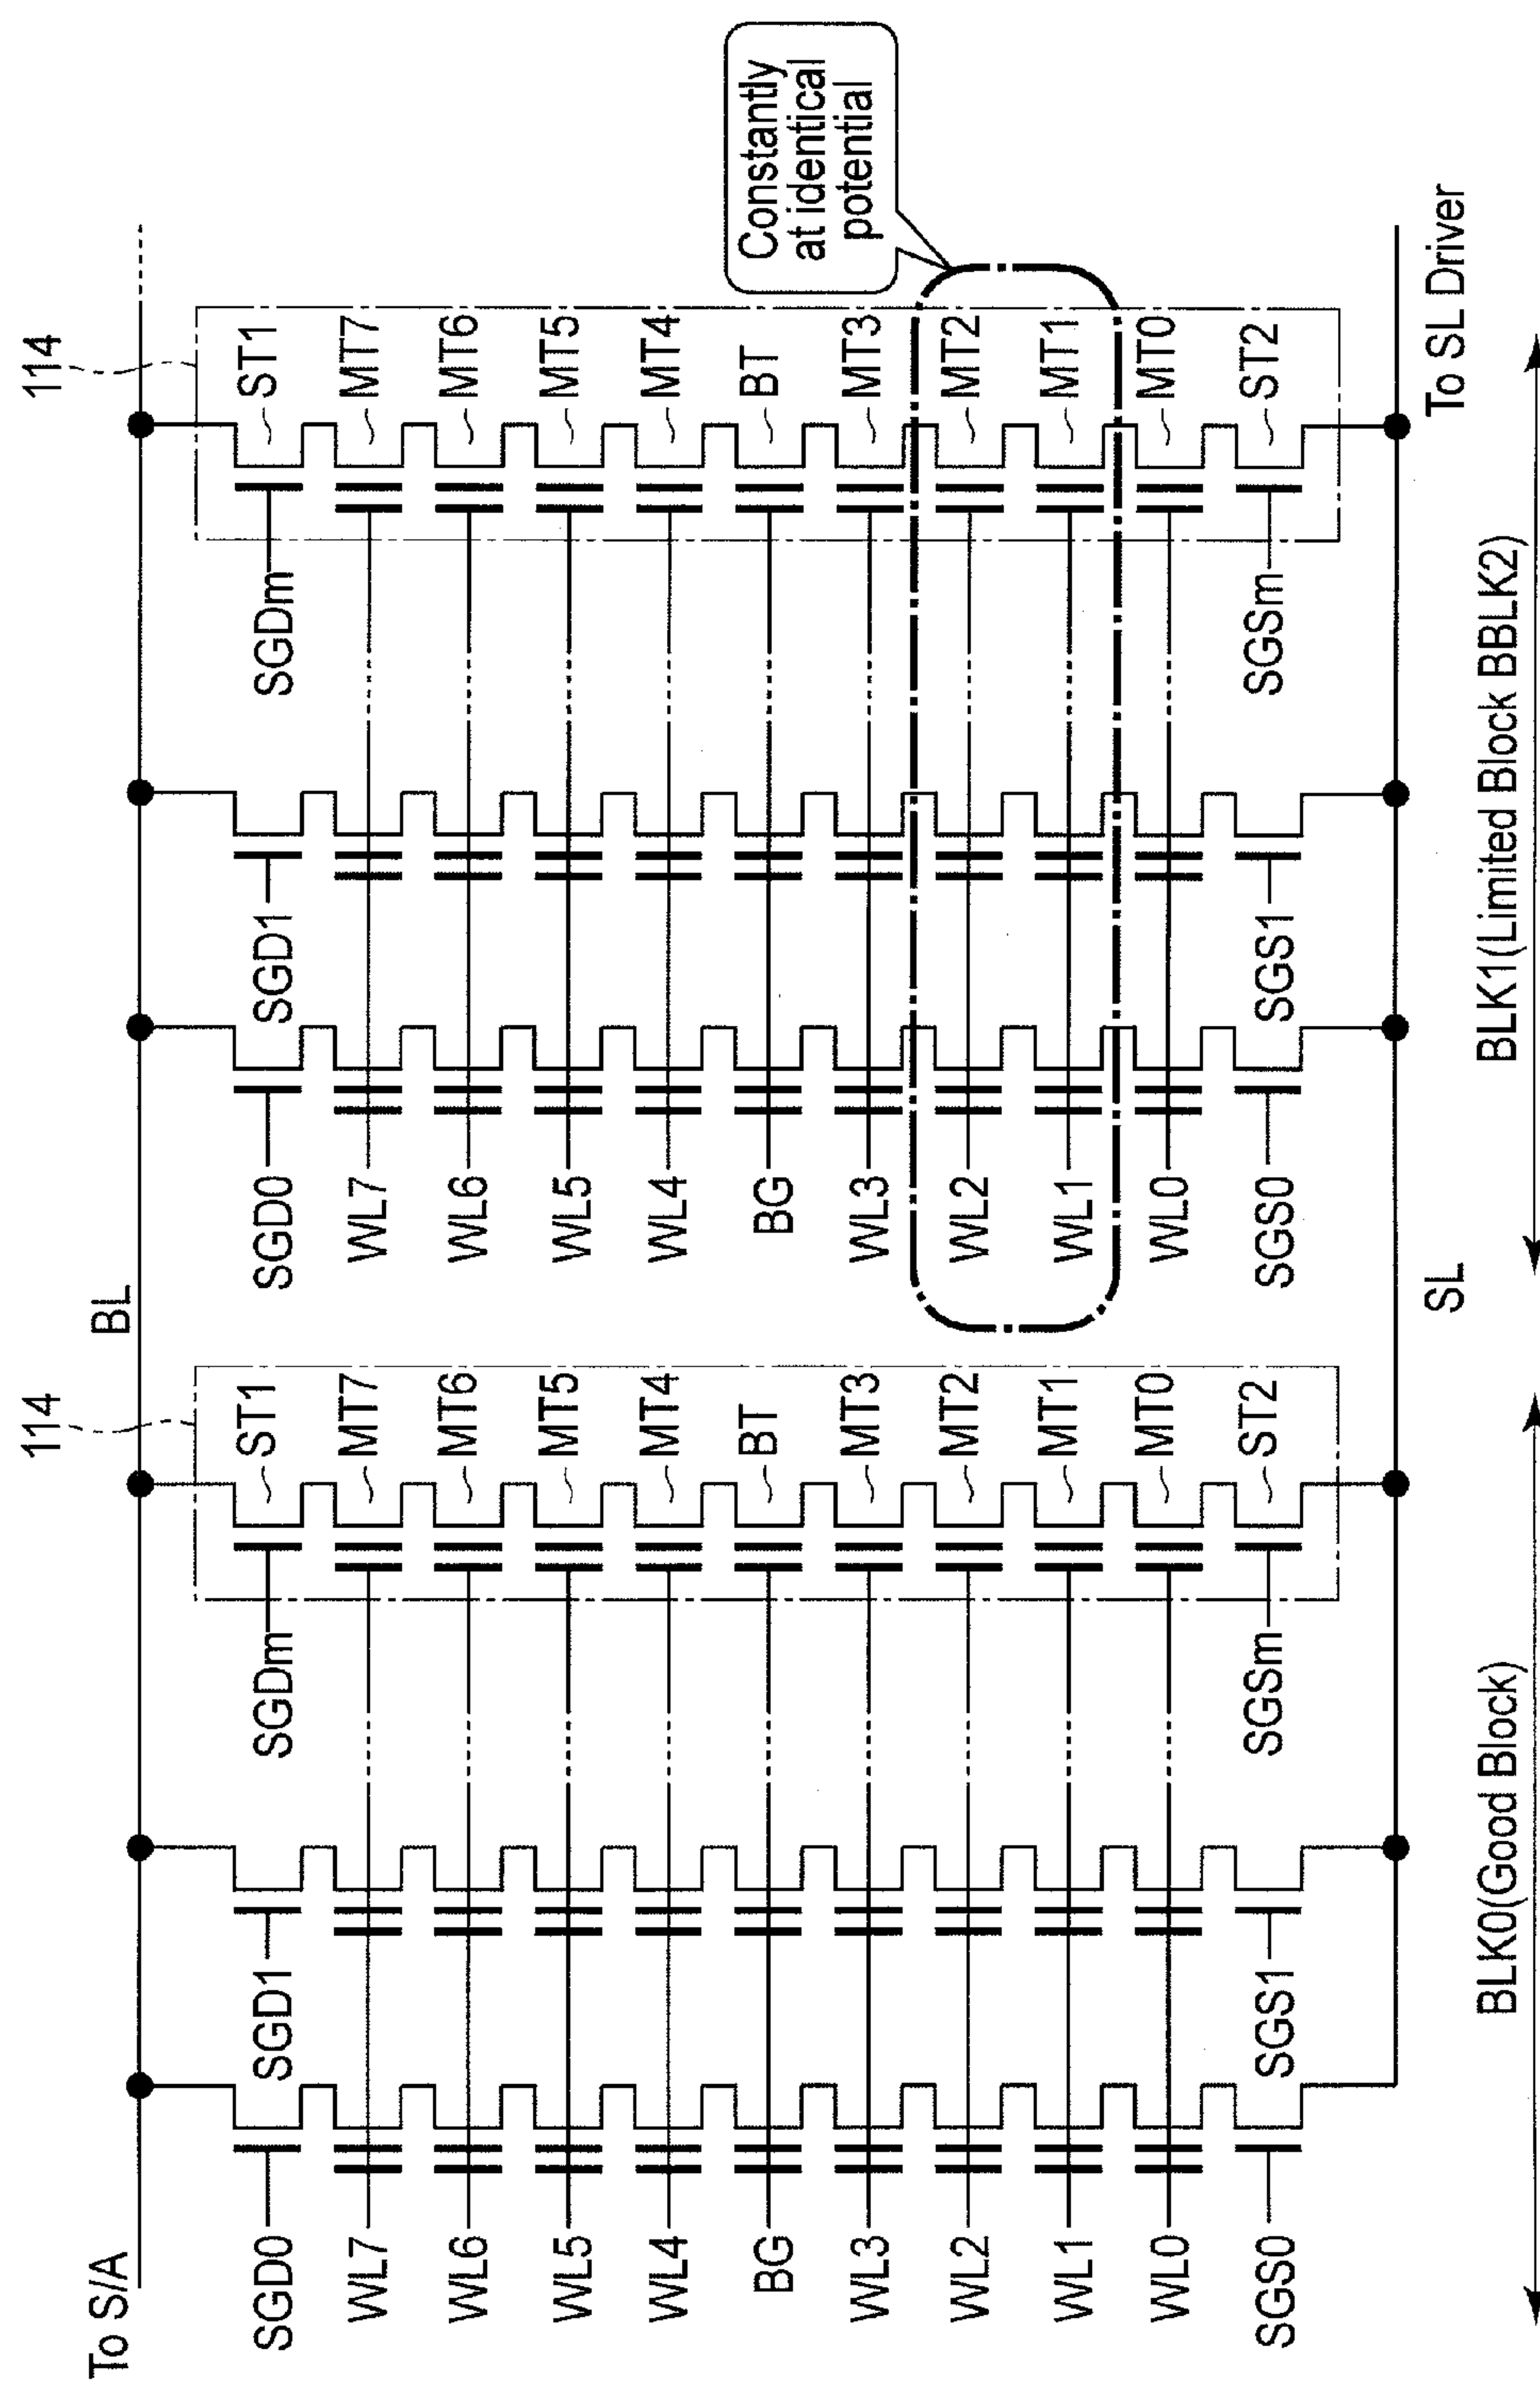 To S/A
BL
114
114
SGD0
SGD1
SGDm
ST1
SGD0
SGD1
SGDm
ST1
WL7
MT7
WL7
MT7
WL6
MT6
WL6
MT6
WL5
MT5
WL5
MT5
WL4
MT4
WL4
MT4
BG
BT
BG
BT
Constantly
at identical
potential
WL3
MT3
WL3
MT3
WL2
MT2
WL2
MT2
WL1
MT1
WL1
MT1
WL0
MT0
WL0
MT0
SGS0
SGS1
SGSm
ST2
SGS0
SGS1
SGSm
ST2
SL
To SL Driver
BLK0(Good Block)
BLK1(Limited Block BBLK2)